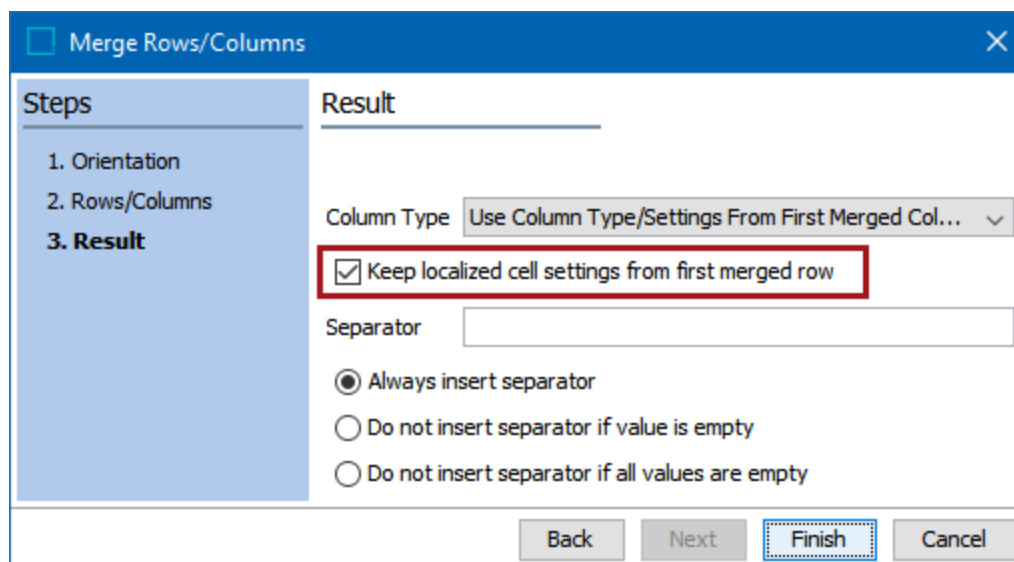 Merge Rows/Columns
Steps
1. Orientation
2. Rows/Columns
3. Result
Result
Column Type Use Column Type/Settings From First Merged Col...
Keep localized cell settings from first merged row
Separator
Always insert separator
Do not insert separator if value is empty
Do not insert separator if all values are empty
Back Next Finish Cancel